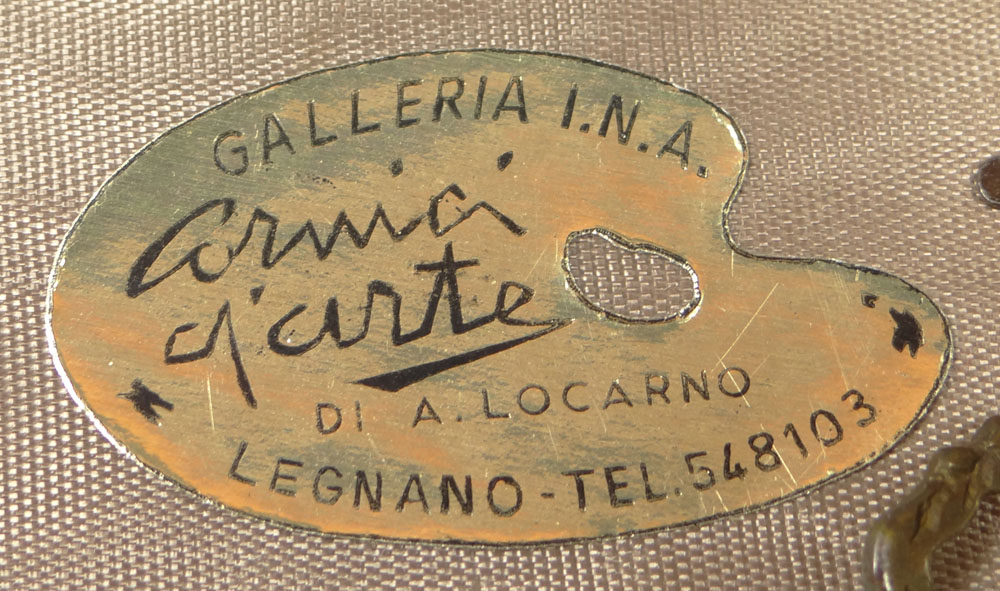 GALLERIA I.N.A.
Cornici
d'arte
DI A. LOCARNO
LEGNANO - TEL. 548103